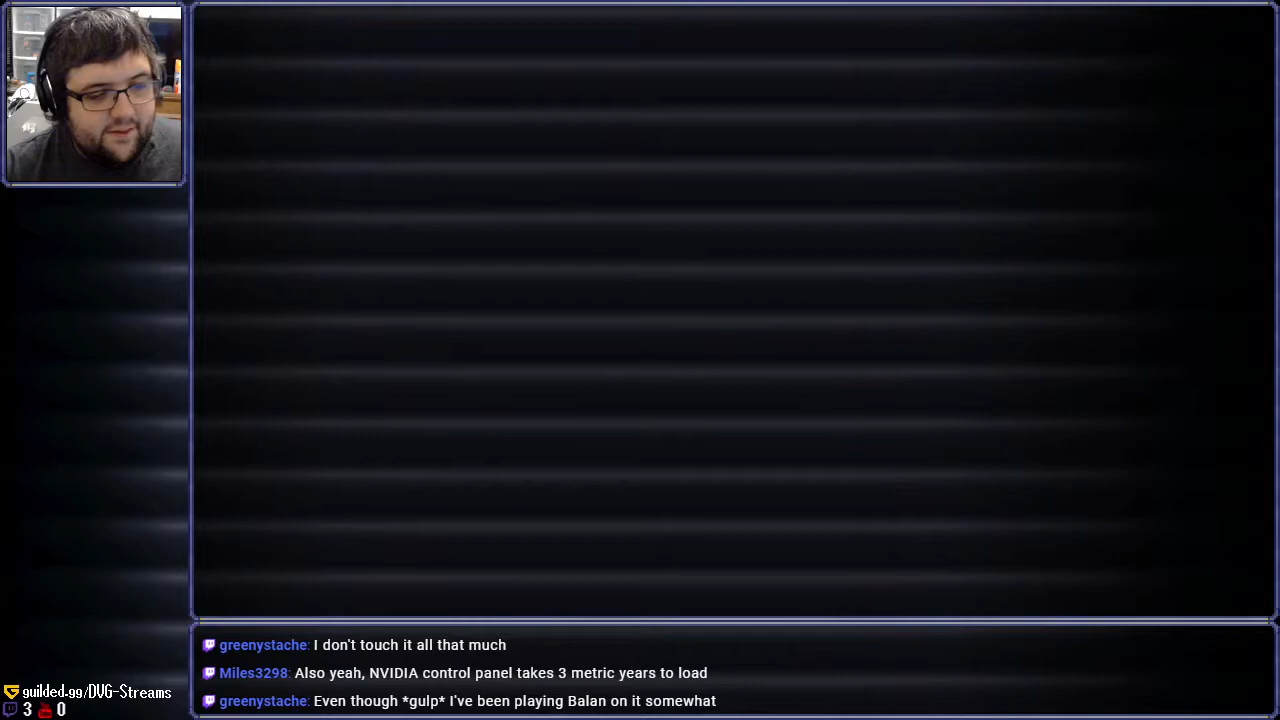 greenystache: I don't touch it all that much
Miles3298: Also yeah, NVIDIA control panel takes 3 metric years to load
greenystache: Even though *gulp* I've been playing Balan on it somewhat
guilded.gg/DVG-Streams
3 0